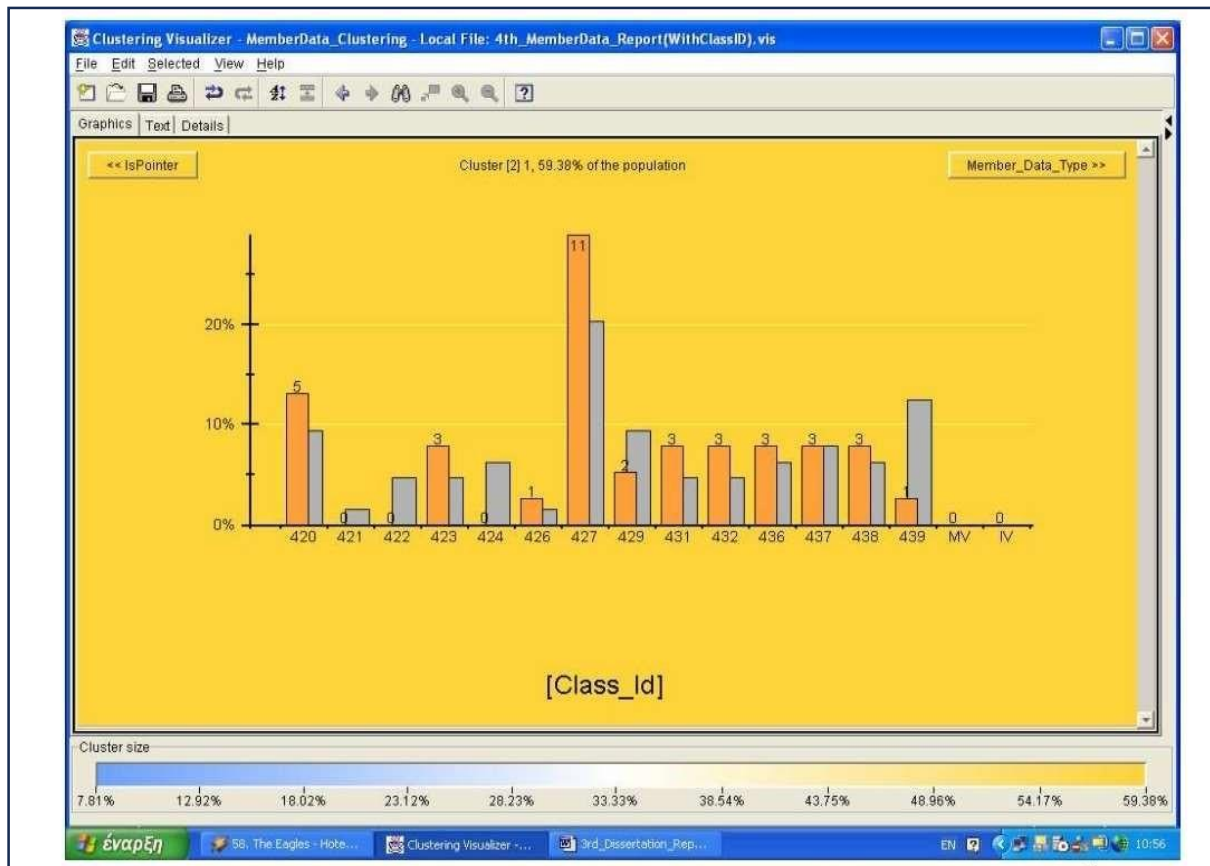 Clustering Visualizer - MemberData_Clustering - Local File: 4th_MemberData_Report(WithClassID).vis
File Edit Selected View Help
Graphics Text Details
<< IsPointer Cluster [2] 1, 59.38% of the population Member_Data_Type >>
11
20%
5
10%
3 3 3 3 3 3
2
1 1
0 0 0 0 0
0%
420 421 422 423 424 426 427 429 431 432 436 437 438 439 MV IV
[Class_Id]
Cluster size
7.81% 12.92% 18.02% 23.12% 28.23% 33.33% 38.54% 43.75% 48.96% 54.17% 59.38%
έναρξη 58. The Eagles - Hote... Clustering Visualizer -... 3rd_Dissertation_Rep... EN 10:56